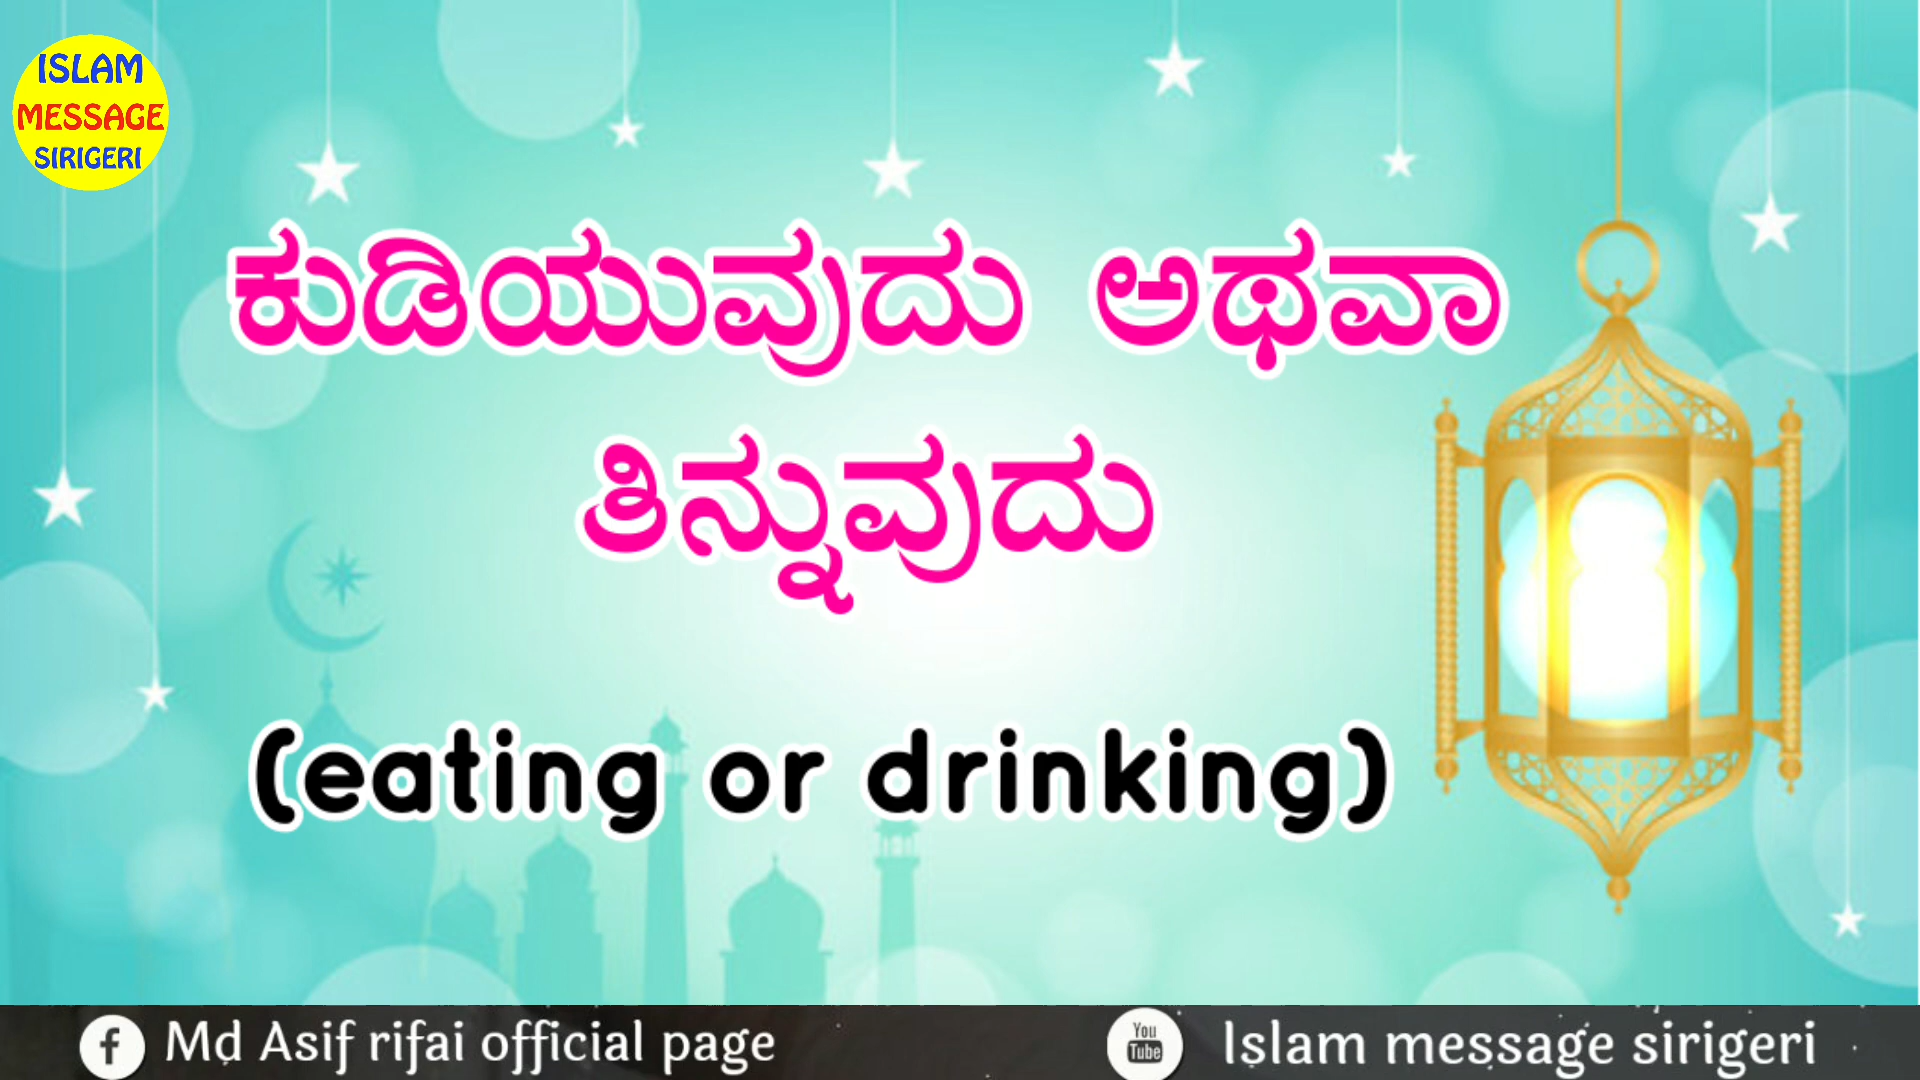 ISLAM
MESSAGE
SIRIGERI
ಕುಡಿಯುವುದು ಅಥವಾ
ತಿನ್ನುವುದು
(eating or drinking)
Md Asif rifai official page
You
Tube
Islam message sirigeri